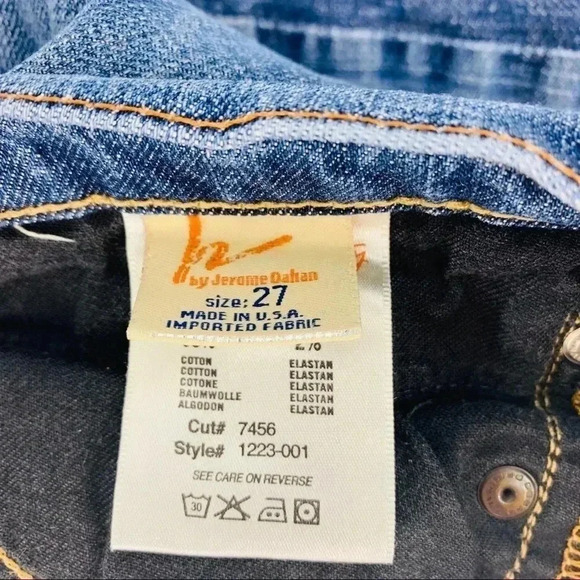 by Jerome Dahan
size: 27
MADE IN U.S.A.
IMPORTED FABRIC
2%
COTON ELASTAN
COTTON ELASTAN
COTONE ELASTAN
BAUMWOLLE ELASTAN
ALGODON ELASTAN
Cut# 7456
Style# 1223-001
SEE CARE ON REVERSE
30